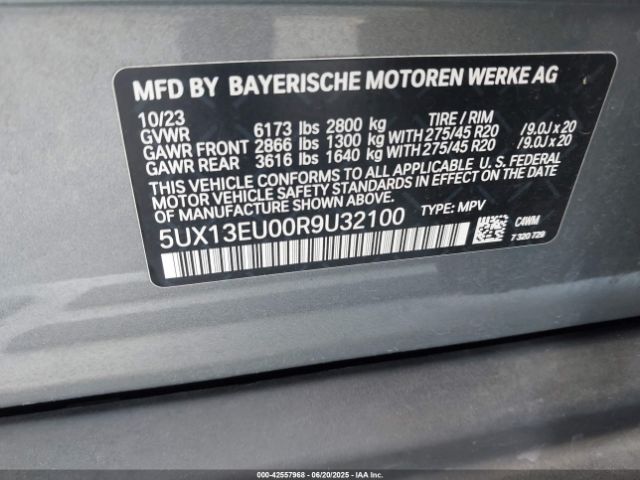 MFD BY BAYERISCHE MOTOREN WERKE AG
10/23 TIRE / RIM
GVWR 6173 lbs 2800 kg
GAWR FRONT 2866 lbs 1300 kg WITH 275/45 R20 /9.0J x 20
GAWR REAR 3616 lbs 1640 kg WITH 275/45 R20 /9.0J x 20
THIS VEHICLE CONFORMS TO ALL APPLICABLE U.S. FEDERAL
MOTOR VEHICLE SAFETY STANDARDS IN EFFECT ON THE DATE
OF MANUFACTURE SHOWN ABOVE.
5UX13EU00R9U32100 TYPE: MPV
C4WM
7 320 729
000-42557968 - 06/20/2025 - IAAI.COM